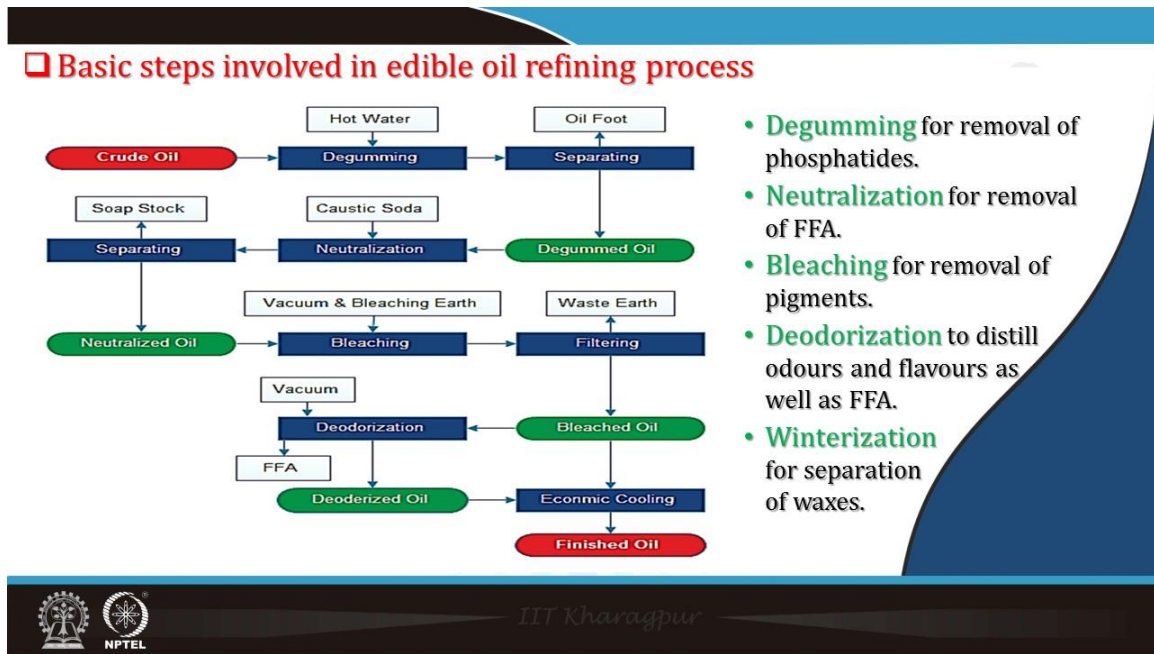 Basic steps involved in edible oil refining process
Hot Water
Oil Foot
Crude Oil
Degumming
Separating
Soap Stock
Caustic Soda
Separating
Neutralization
Degummed Oil
Vacuum & Bleaching Earth
Waste Earth
Neutralized Oil
Bleaching
Filtering
Vacuum
Deodorization
Bleached Oil
FFA
Deoderized Oil
Econmic Cooling
Finished Oil
• Degumming for removal of
phosphatides.
• Neutralization for removal
of FFA.
• Bleaching for removal of
pigments.
• Deodorization to distill
odours and flavours as
well as FFA.
• Winterization
for separation
of waxes.
NPTEL
IIT Kharagpur